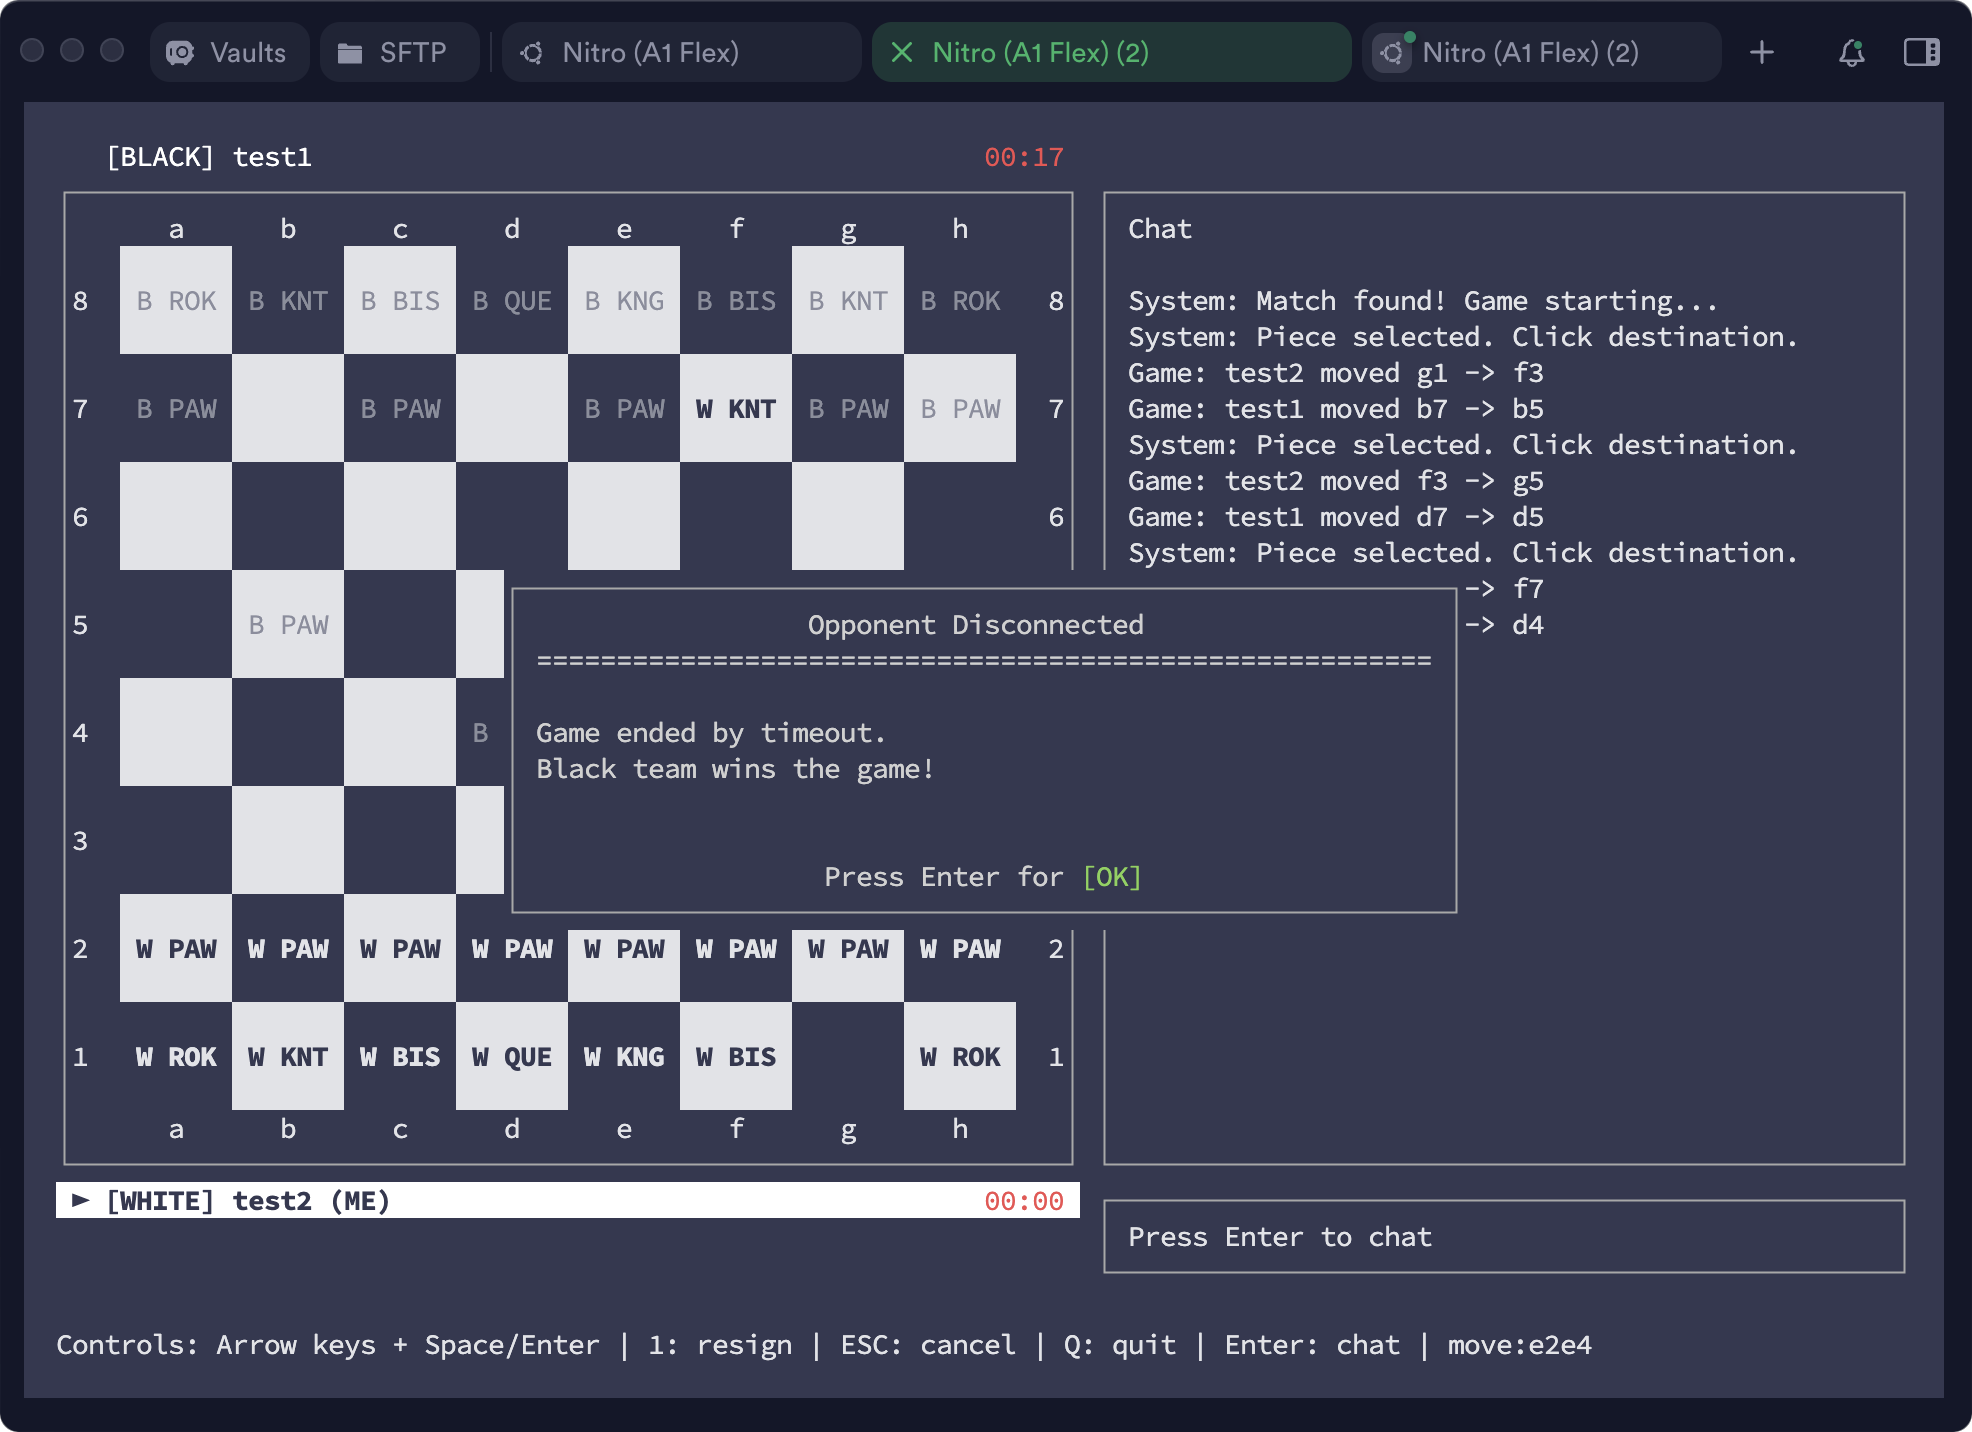 Vaults SFTP Nitro (A1 Flex) Nitro (A1 Flex) (2) Nitro (A1 Flex) (2)
[BLACK] test1 00:17
a b c d e f g h
8 B ROK B KNT B BIS B QUE B KNG B BIS B KNT B ROK 8
7 B PAW B PAW B PAW W KNT B PAW B PAW 7
6 6
5 B PAW
4 B
3
2 W PAW W PAW W PAW W PAW W PAW W PAW W PAW W PAW 2
1 W ROK W KNT W BIS W QUE W KNG W BIS W ROK 1
a b c d e f g h
► [WHITE] test2 (ME) 00:00
Chat
System: Match found! Game starting...
System: Piece selected. Click destination.
Game: test2 moved g1 -> f3
Game: test1 moved b7 -> b5
System: Piece selected. Click destination.
Game: test2 moved f3 -> g5
Game: test1 moved d7 -> d5
System: Piece selected. Click destination.
-> f7
-> d4
Opponent Disconnected
========================================================
Game ended by timeout.
Black team wins the game!
Press Enter for [OK]
Press Enter to chat
Controls: Arrow keys + Space/Enter | 1: resign | ESC: cancel | Q: quit | Enter: chat | move:e2e4